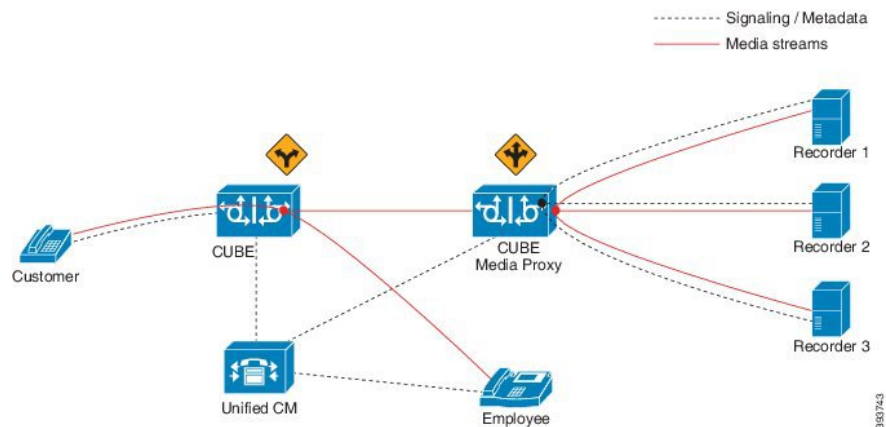 Signaling / Metadata
Media streams
Recorder 1
Customer
CUBE
CUBE
Media Proxy
Recorder 2
Unified CM
Employee
Recorder 3
393743